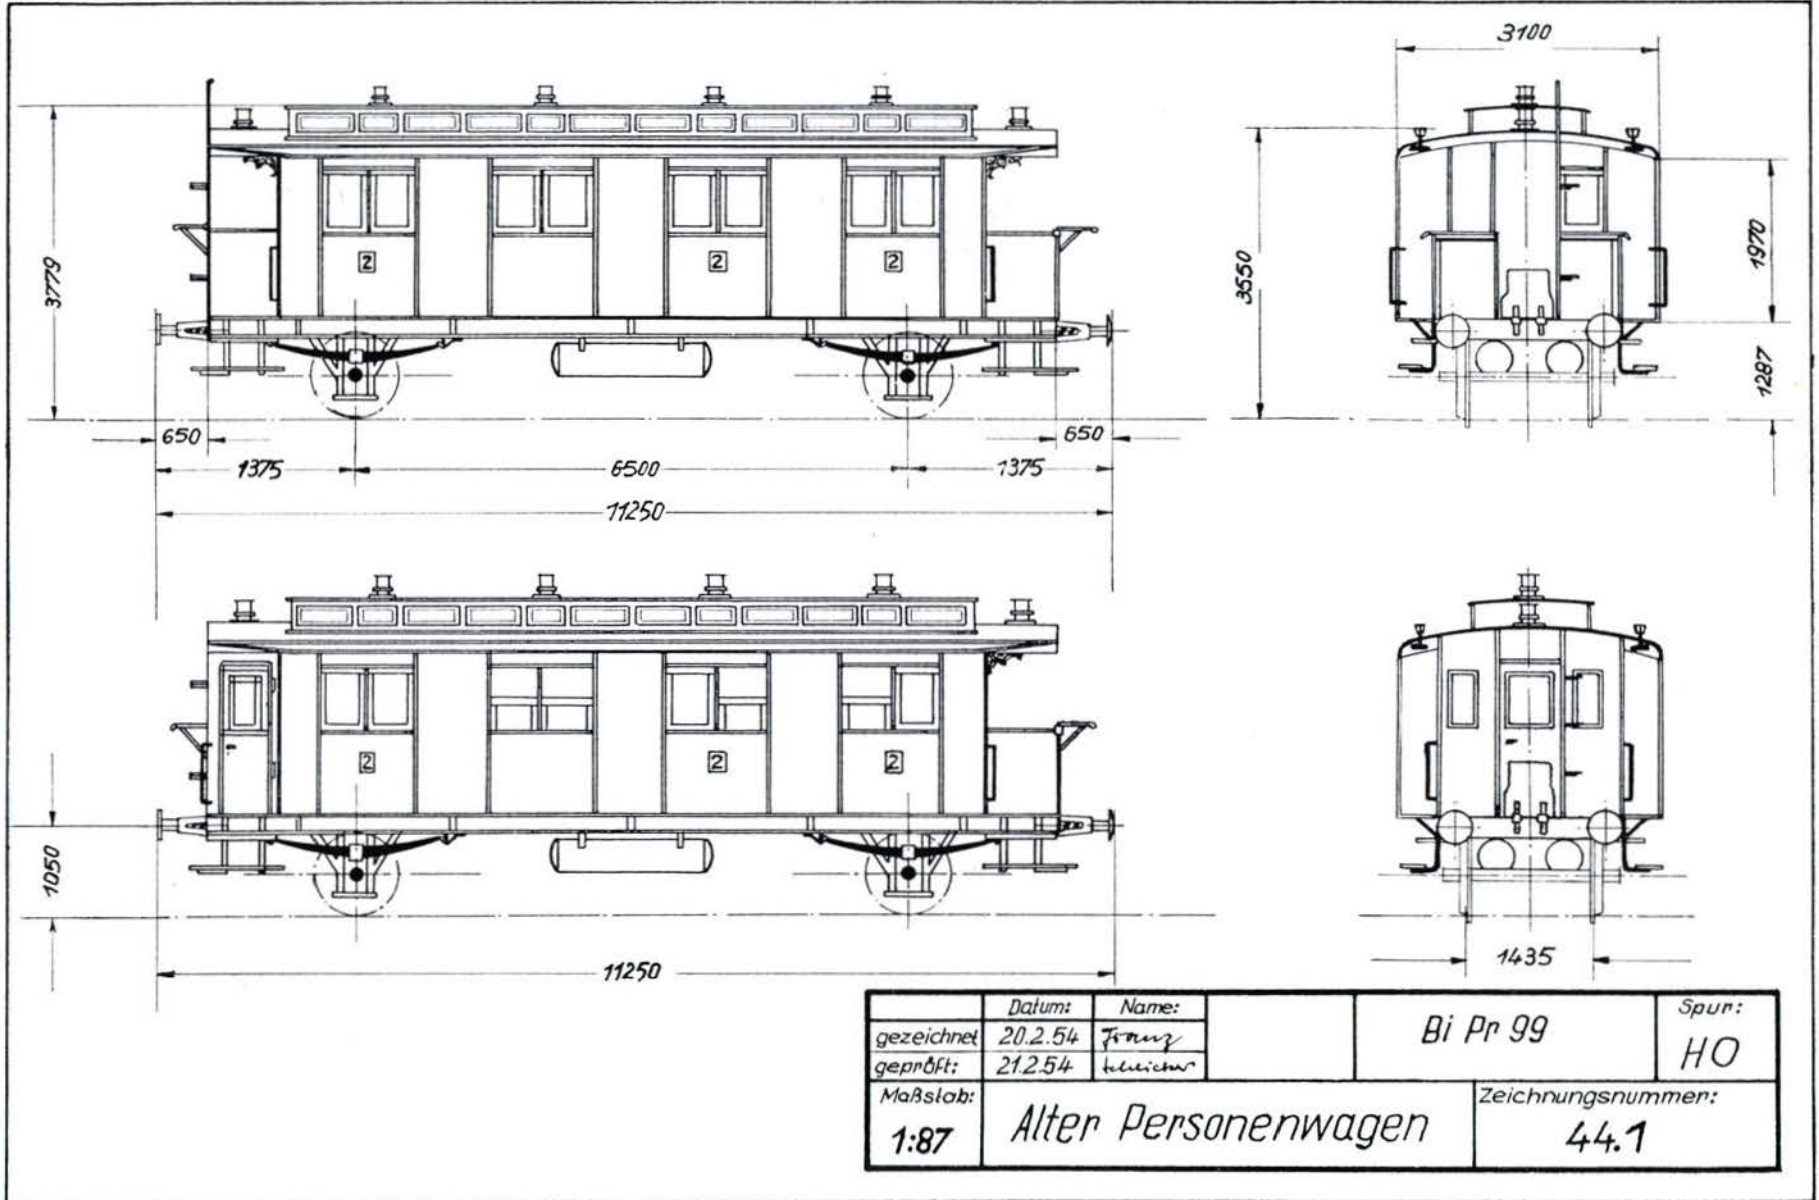 3100
3779
3550
1970
1287
2 2 2
650 650
1375 6500 1375
11250
2 2 2
1050
11250
1435
Datum: Name:
gezeichnet 20.2.54 Franz
geprüft: 21.2.54
Bi Pr 99
Spur:
HO
Maßstab:
1:87
Alter Personenwagen
Zeichnungsnummer:
44.1